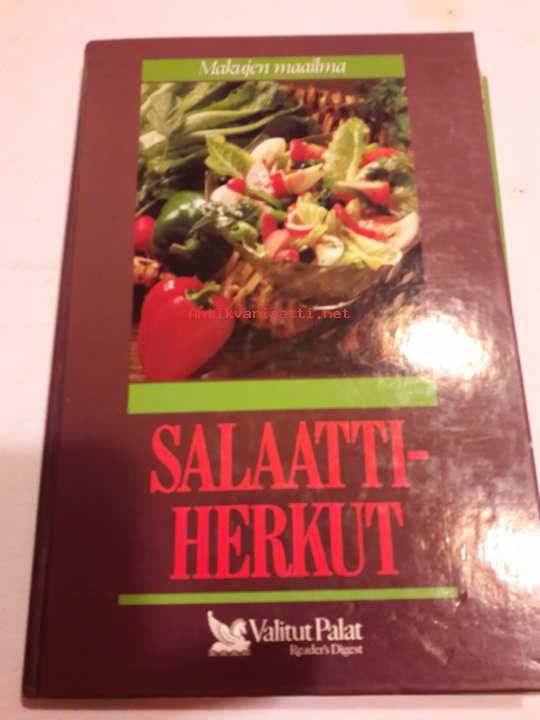 Makujen maailma
Antikvariaatti.net
SALAATTI-
HERKUT
Valitut Palat
Reader's Digest